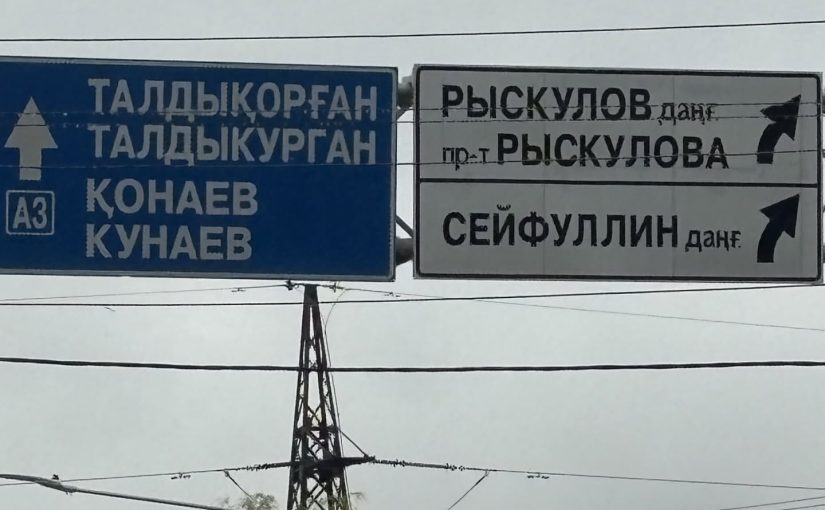 ТАЛДЫҚОРҒАН
ТАЛДЫКУРГАН
ҚОНАЕВ
КУНАЕВ
А3
РЫСКУЛОВ даңғ.
пр-т РЫСКУЛОВА
СЕЙФУЛЛИН даңғ.